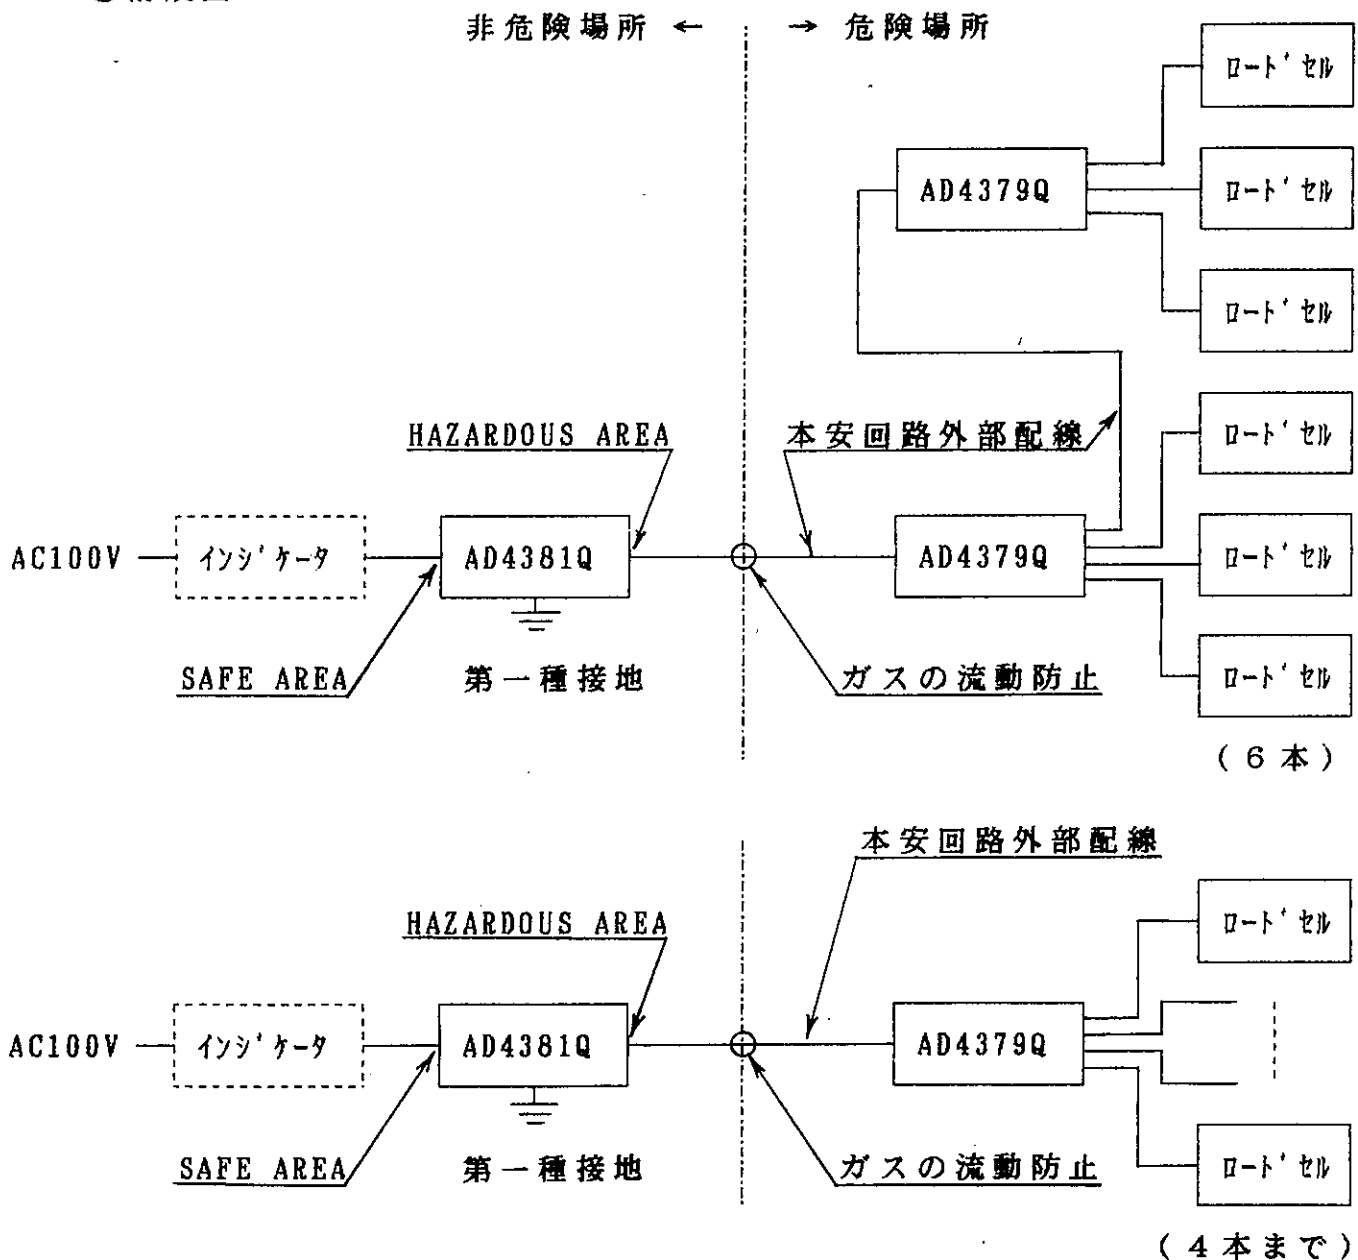 非危険場所 ← → 危険場所
ロードセル
AD4379Q
ロードセル
ロードセル
HAZARDOUS AREA
本安回路外部配線
ロードセル
AC100V
インジケータ
AD4381Q
AD4379Q
ロードセル
SAFE AREA
第一種接地
ガスの流動防止
ロードセル
(6本)
本安回路外部配線
HAZARDOUS AREA
ロードセル
AC100V
インジケータ
AD4381Q
AD4379Q
SAFE AREA
第一種接地
ガスの流動防止
ロードセル
(4本まで)